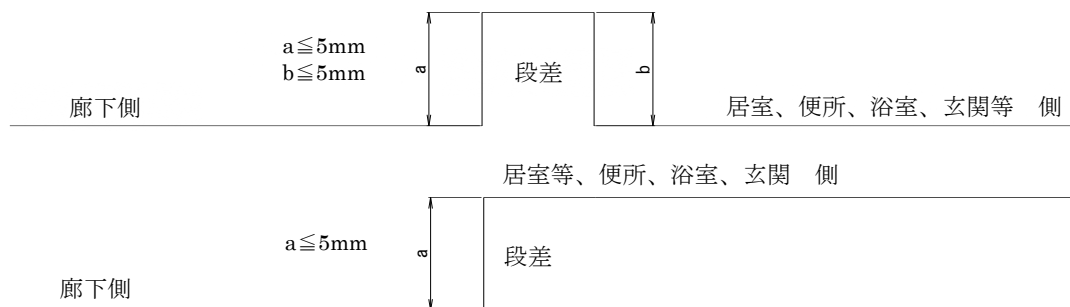 a≦5mm
b≦5mm
a
段差
b
廊下側
居室、便所、浴室、玄関等　側
居室等、便所、浴室、玄関　側
a≦5mm
a
段差
廊下側